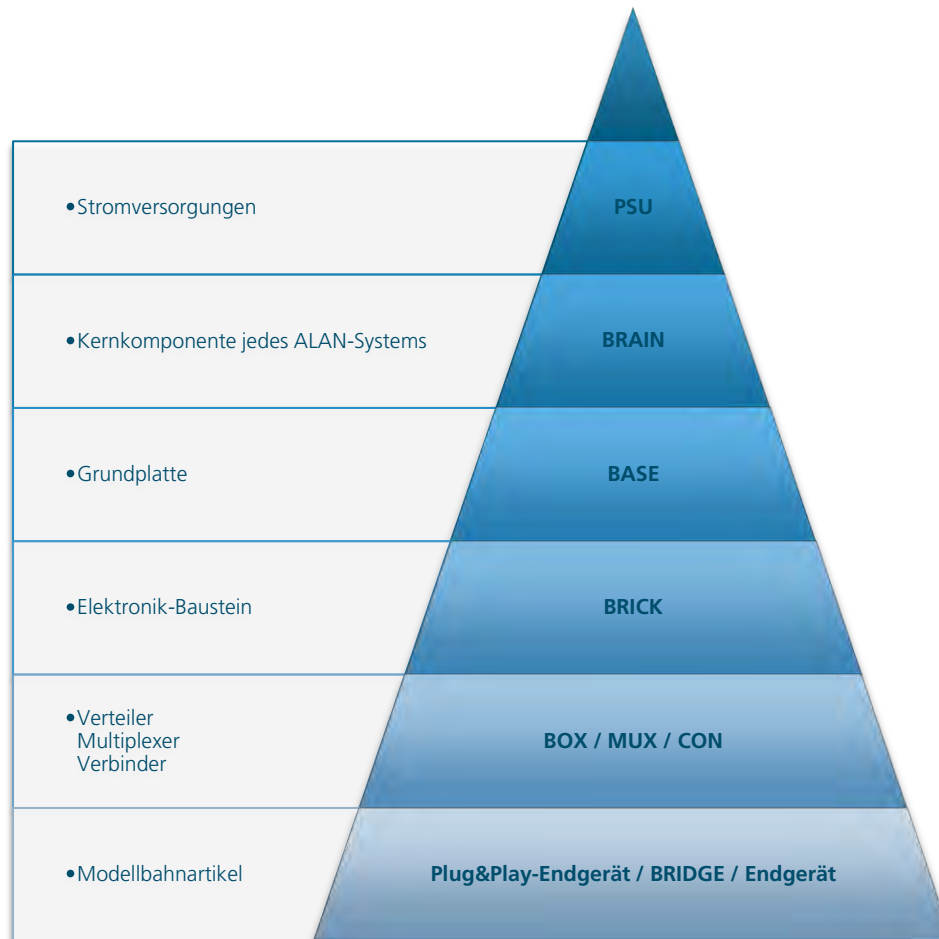 •Stromversorgungen
PSU
•Kernkomponente jedes ALAN-Systems
BRAIN
•Grundplatte
BASE
•Elektronik-Baustein
BRICK
•Verteiler
Multiplexer
Verbinder
BOX / MUX / CON
•Modellbahnartikel
Plug&Play-Endgerät / BRIDGE / Endgerät